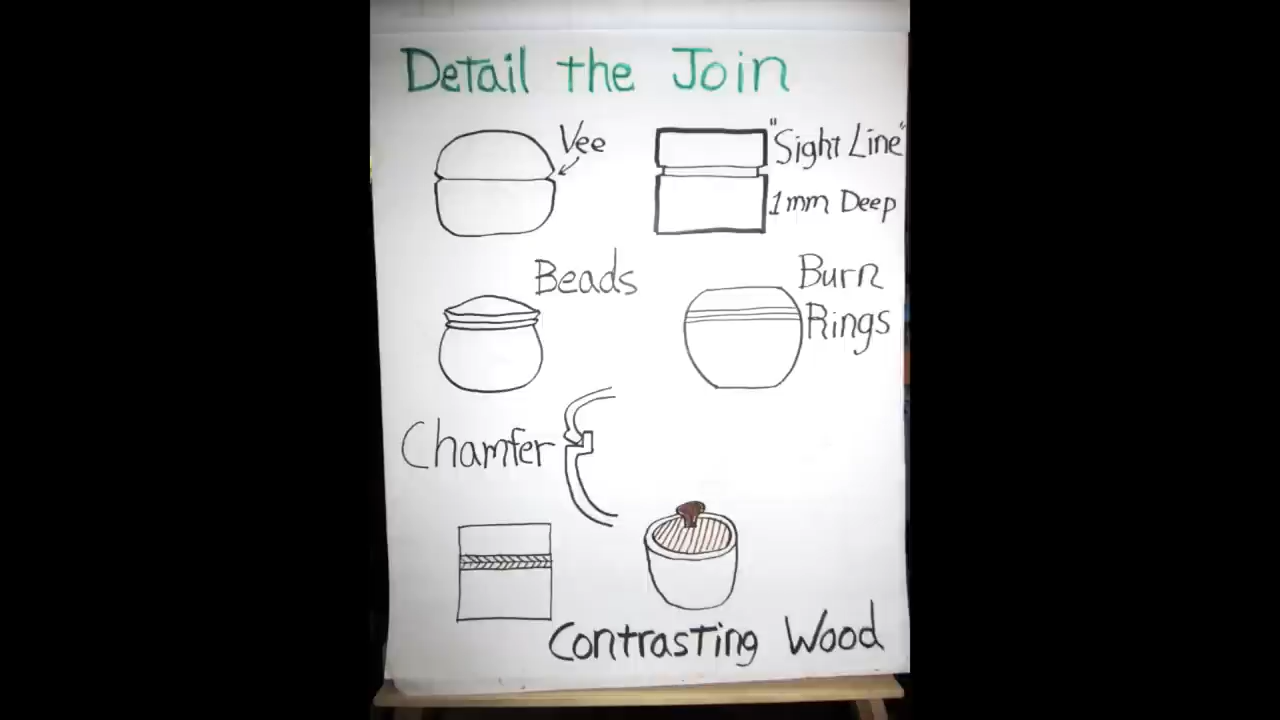 Detail the Join
Vee
"Sight Line"
1mm Deep
Beads
Burn
Rings
Chamfer
Contrasting Wood